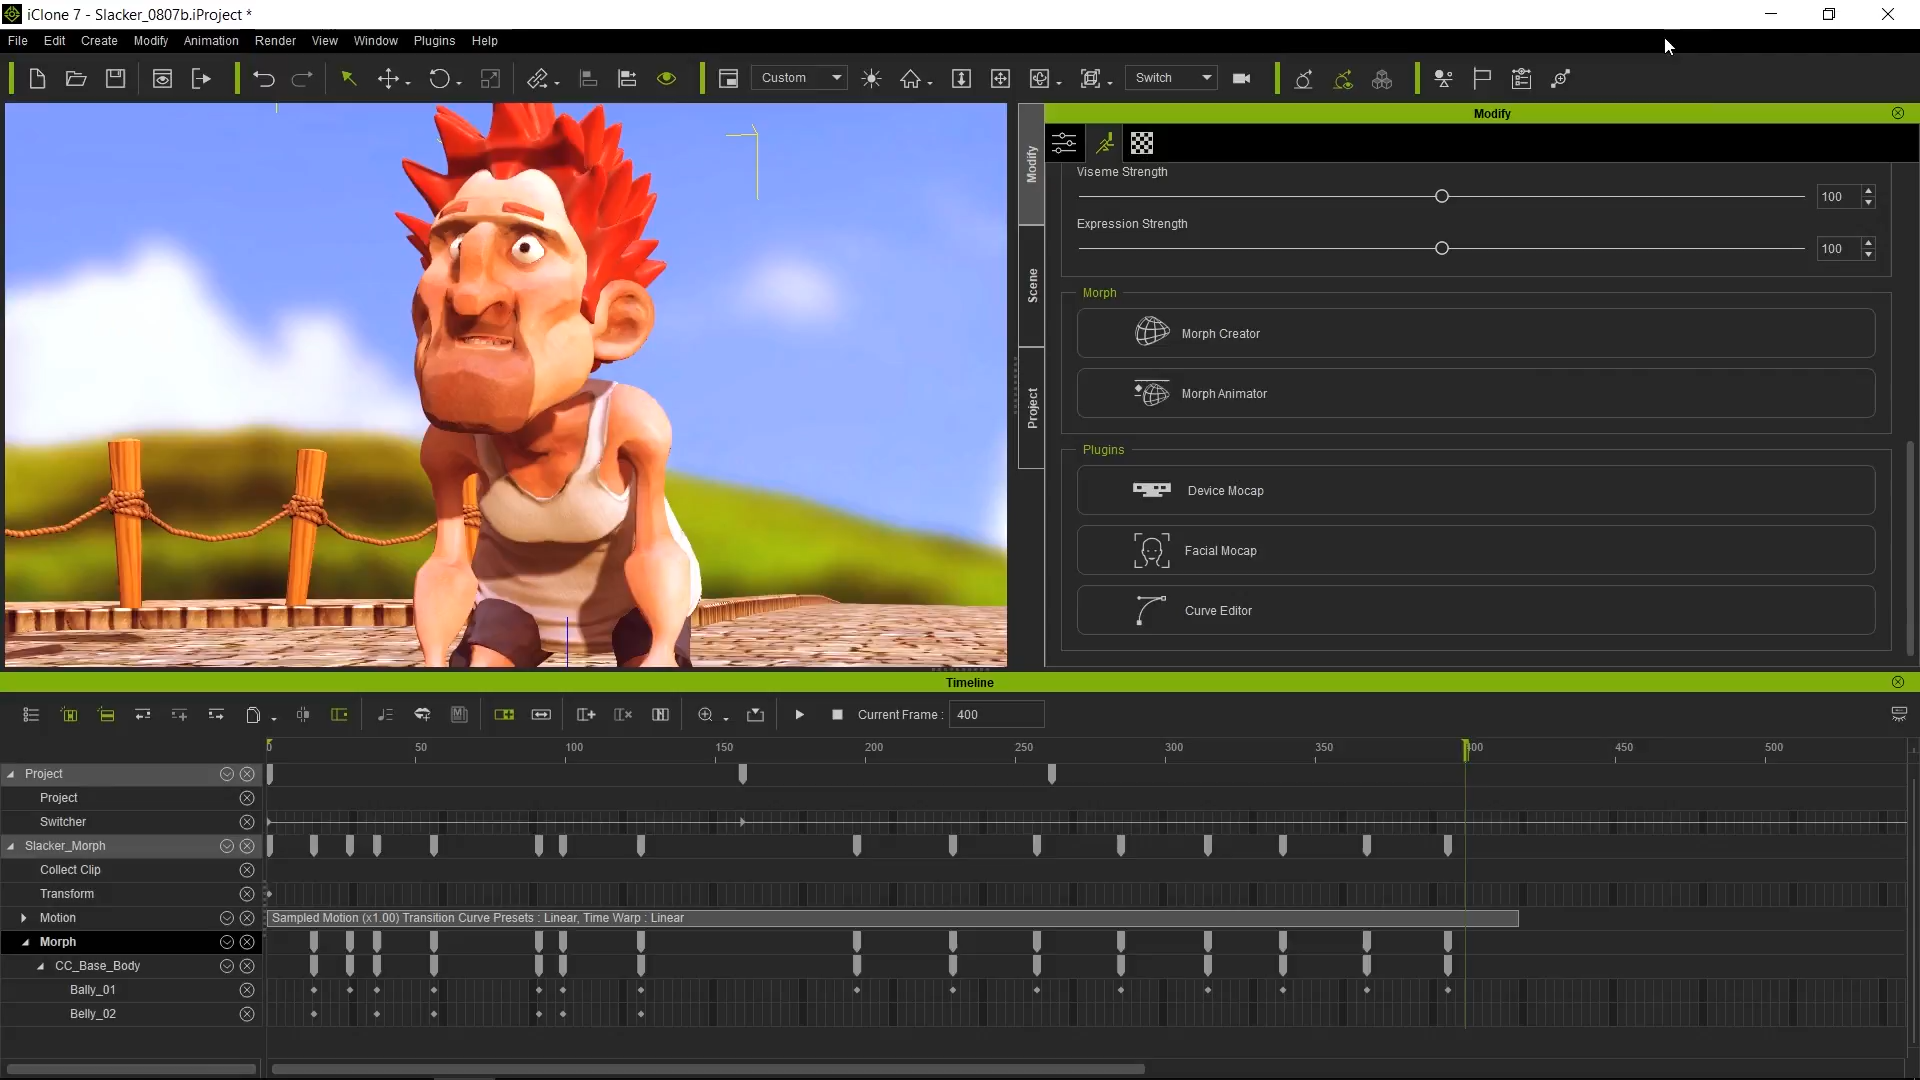 iClone 7 - Slacker_0807b.iProject *
File Edit Create Modify Animation Render View Window Plugins Help
Custom Switch
Modify
Modify
Scene
Project
Viseme Strength
100
Expression Strength
100
Morph
Morph Creator
Morph Animator
Plugins
Device Mocap
Facial Mocap
Curve Editor
Timeline
Current Frame : 400
0 50 100 150 200 250 300 350 400 450 500
Project
Project
Switcher
Slacker_Morph
Collect Clip
Transform
Motion Sampled Motion (x1.00) Transition Curve Presets : Linear, Time Warp : Linear
Morph
CC_Base_Body
Bally_01
Belly_02